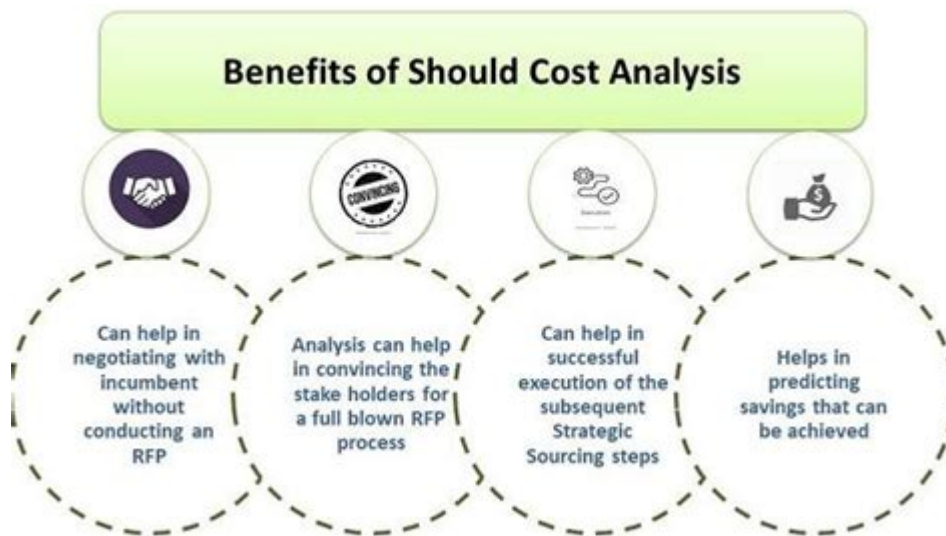 Benefits of Should Cost Analysis
CONVINCING
Execution
Can help in
negotiating with
incumbent
without
conducting an
RFP
Analysis can help
in convincing the
stake holders for
a full blown RFP
process
Can help in
successful
execution of the
subsequent
Strategic
Sourcing steps
Helps in
predicting
savings that can
be achieved